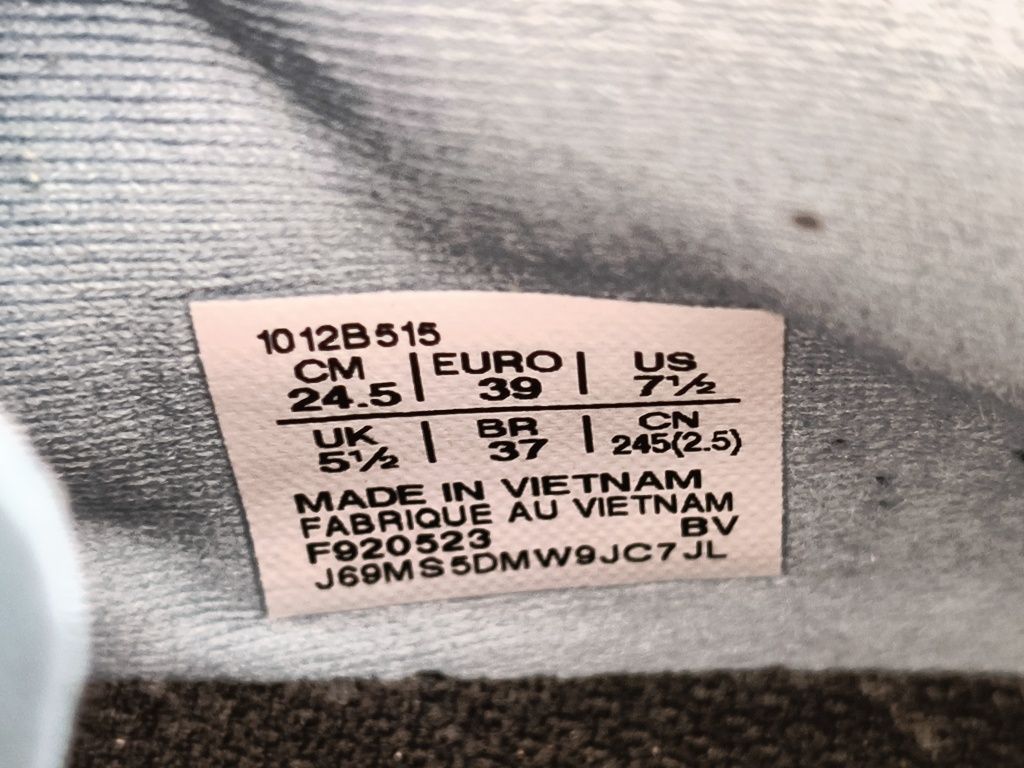 1012B515
CM | EURO | US
24.5 | 39 | 7½
UK | BR | CN
5½ | 37 | 245(2.5)
MADE IN VIETNAM
FABRIQUE AU VIETNAM
F920523 BV
J69MS5DMW9JC7JL